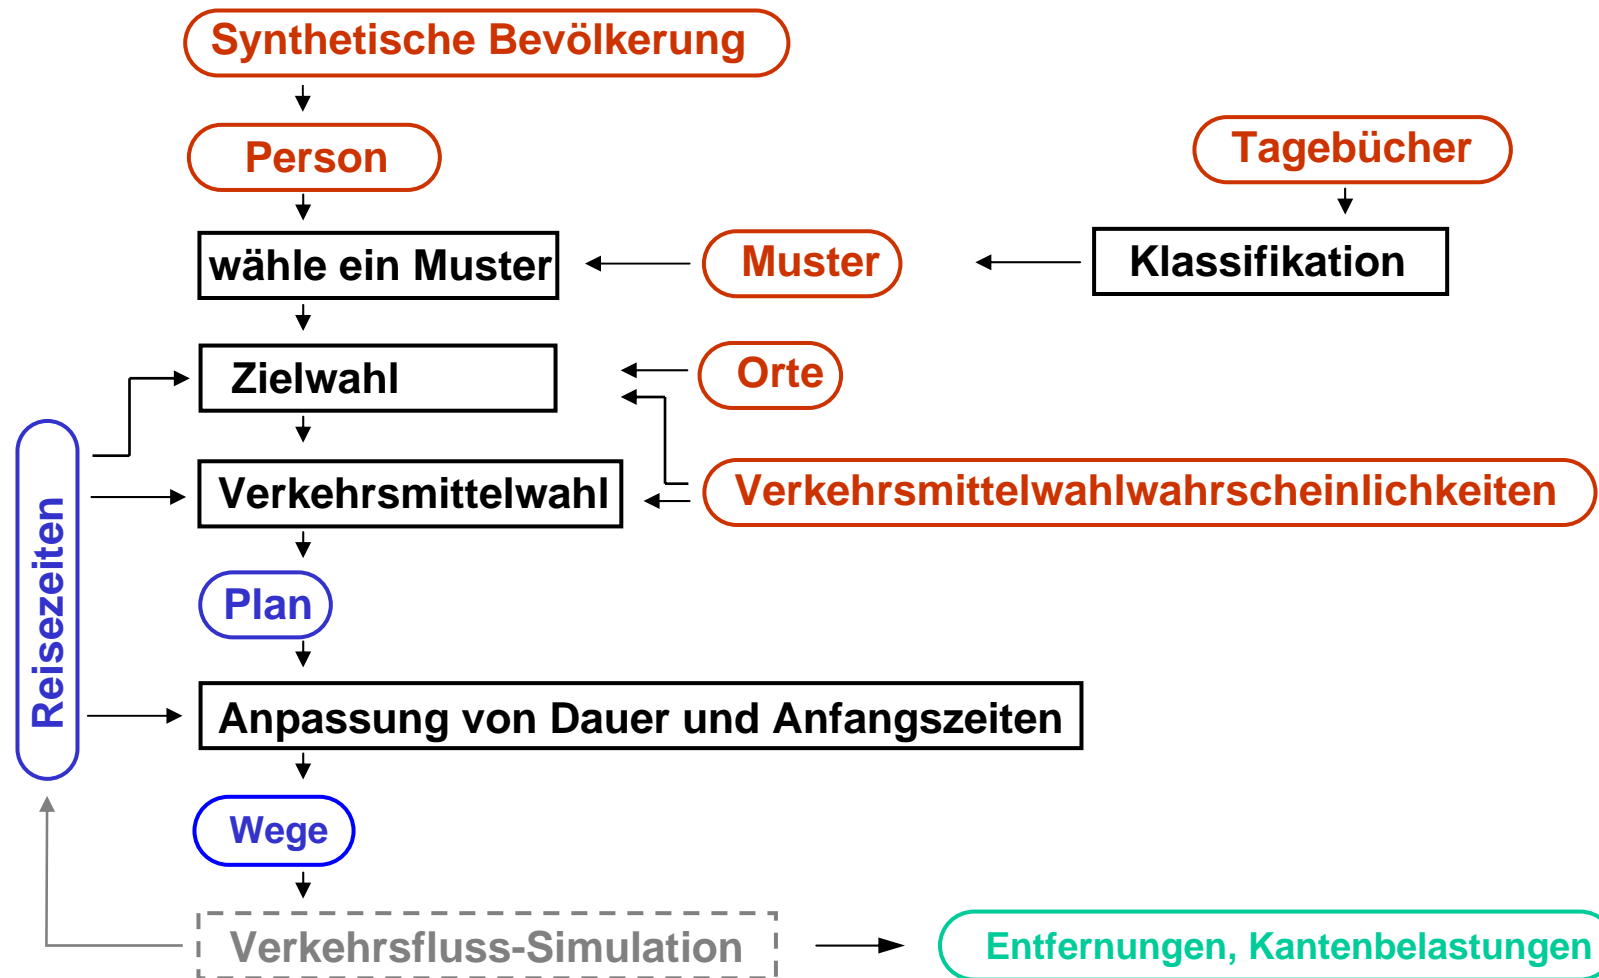 Synthetische Bevölkerung
Person
Tagebücher
wähle ein Muster
Muster
Klassifikation
Zielwahl
Orte
Verkehrsmittelwahl
Verkehrsmittelwahlwahrscheinlichkeiten
Reisezeiten
Plan
Anpassung von Dauer und Anfangszeiten
Wege
Verkehrsfluss-Simulation
Entfernungen, Kantenbelastungen